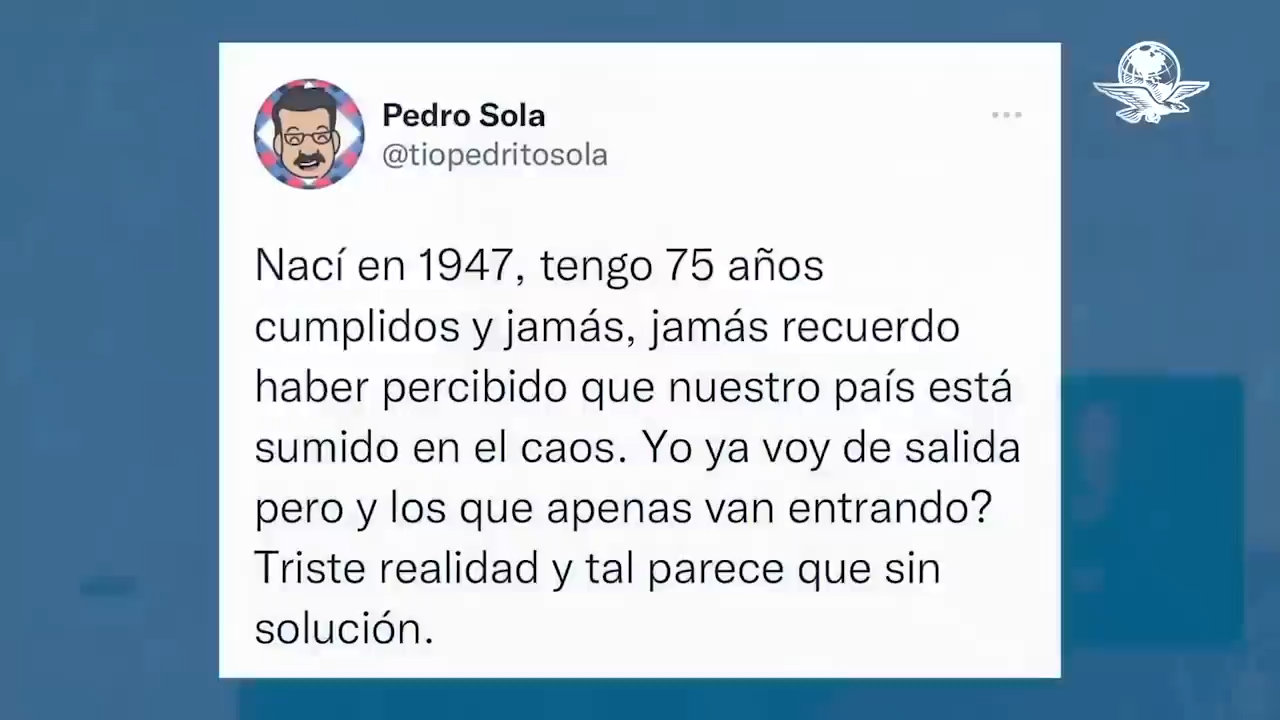 Pedro Sola
@tiopedritosola
Nací en 1947, tengo 75 años
cumplidos y jamás, jamás recuerdo
haber percibido que nuestro país está
sumido en el caos. Yo ya voy de salida
pero y los que apenas van entrando?
Triste realidad y tal parece que sin
solución.